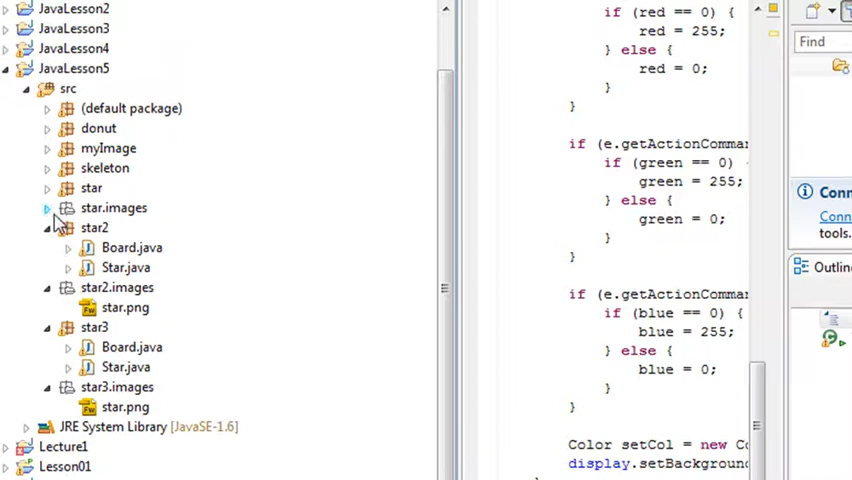 JavaLesson2
JavaLesson3
JavaLesson4
JavaLesson5
src
(default package)
donut
myImage
skeleton
star
star.images
star2
Board.java
Star.java
star2.images
star.png
star3
Board.java
Star.java
star3.images
star.png
JRE System Library [JavaSE-1.6]
Lecture1
Lesson01
if (red == 0) {
red = 255;
} else {
red = 0;
}
}
if (e.getActionComma
if (green == 0)
green = 255;
} else {
green = 0;
}
}
if (e.getActionComma
if (blue == 0) {
blue = 255;
} else {
blue = 0;
}
}
Color setCol = new Co
display.setBackground
}
Find
Conn
Conn
tools.
Outlin